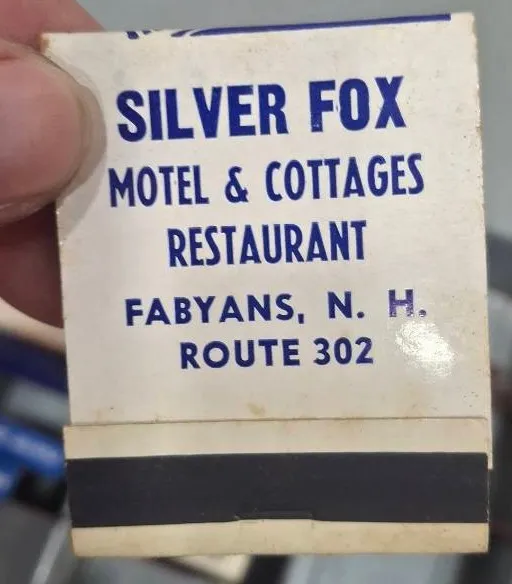 SILVER FOX
MOTEL & COTTAGES
RESTAURANT
FABYANS, N. H.
ROUTE 302